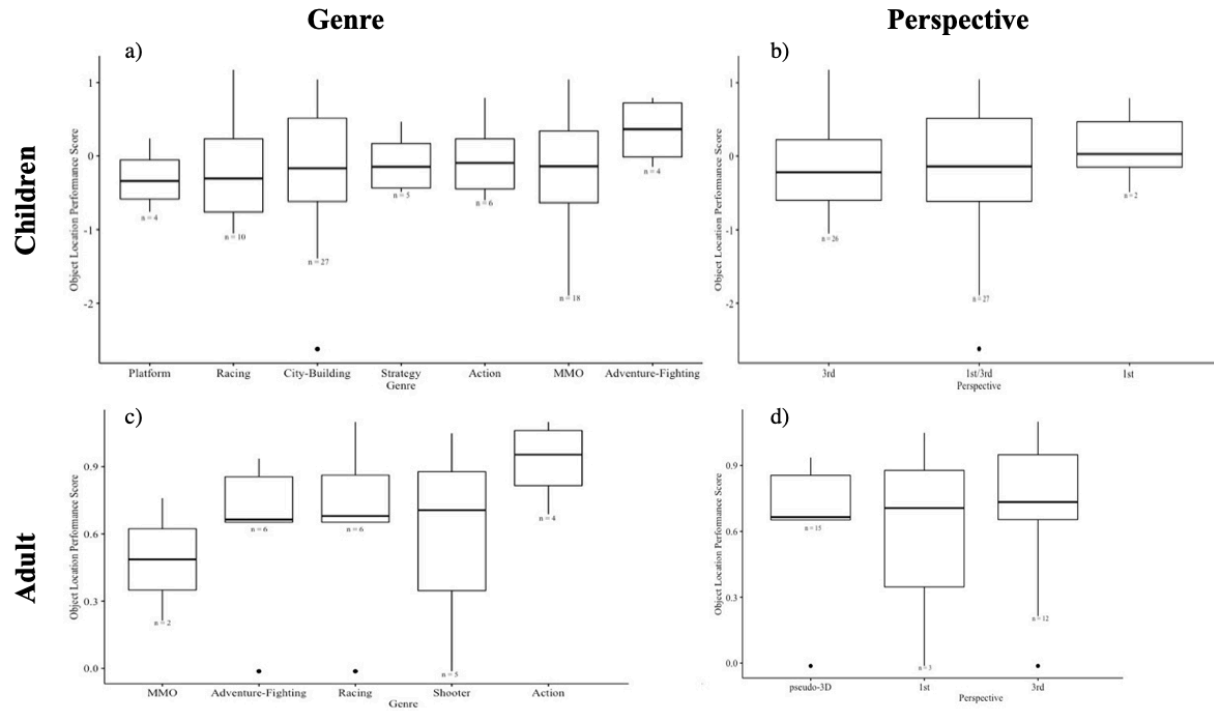 Genre
Perspective
Children
Adult
a)
Object Location Performance Score
1
0
-1
-2
n = 4
n = 10
n = 27
n = 5
n = 6
n = 18
n = 4
Platform
Racing
City-Building
Strategy
Action
MMO
Adventure-Fighting
Genre
b)
Object Location Performance Score
1
0
-1
-2
n = 26
n = 27
n = 2
3rd
1st/3rd
1st
Perspective
c)
Object Location Performance Score
0.9
0.6
0.3
0.0
n = 2
n = 6
n = 6
n = 5
n = 4
MMO
Adventure-Fighting
Racing
Shooter
Action
Genre
d)
Object Location Performance Score
0.9
0.6
0.3
0.0
n = 15
n = 12
pseudo-3D
1st
3rd
Perspective